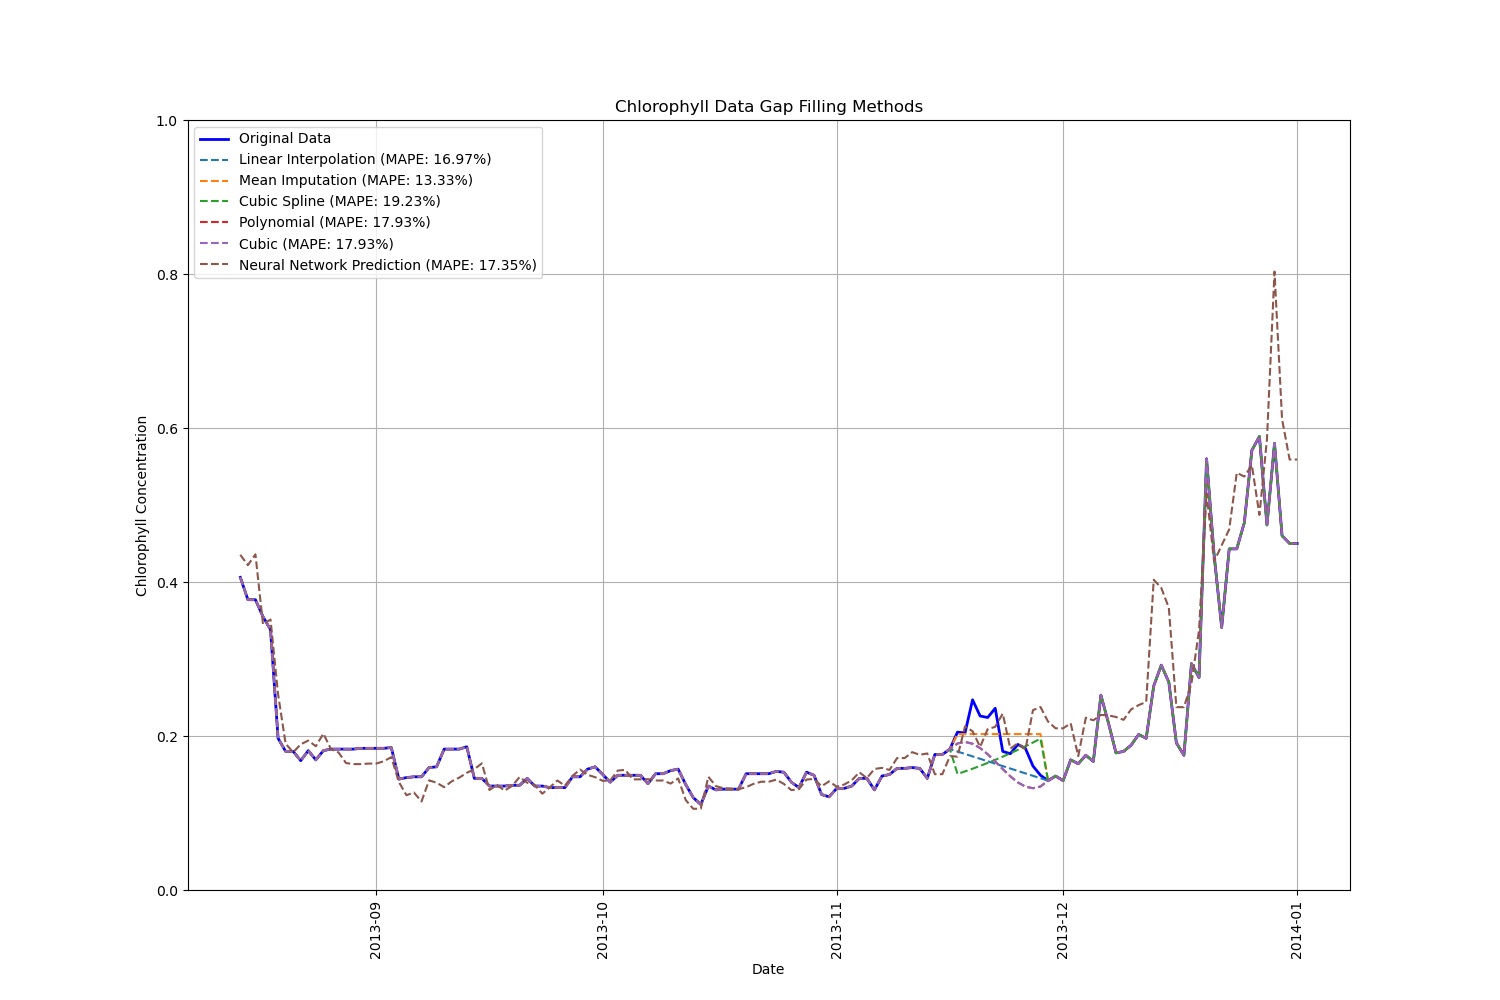 Chlorophyll Data Gap Filling Methods
Original Data
Linear Interpolation (MAPE: 16.97%)
Mean Imputation (MAPE: 13.33%)
Cubic Spline (MAPE: 19.23%)
Polynomial (MAPE: 17.93%)
Cubic (MAPE: 17.93%)
Neural Network Prediction (MAPE: 17.35%)
Chlorophyll Concentration
1.0
0.8
0.6
0.4
0.2
0.0
2013-09
2013-10
2013-11
2013-12
2014-01
Date